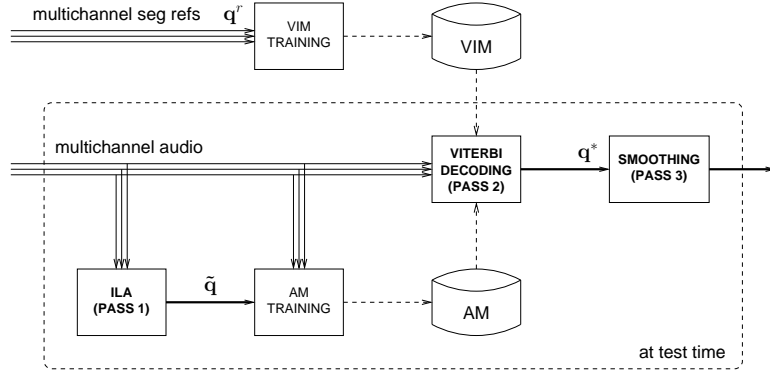 multichannel seg refs
q^r
VIM
TRAINING
VIM
multichannel audio
VITERBI
DECODING
(PASS 2)
q*
SMOOTHING
(PASS 3)
ILA
(PASS 1)
q̃
AM
TRAINING
AM
at test time